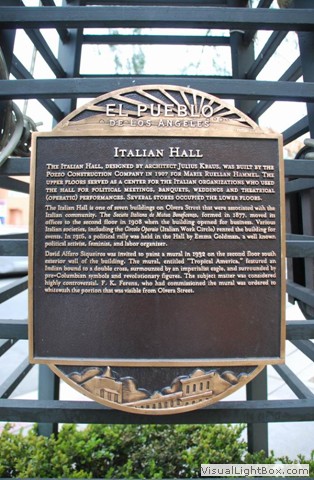 EL PUEBLO
DE LOS ANGELES
ITALIAN HALL
THE ITALIAN HALL, DESIGNED BY ARCHITECT JULIUS KRAUS, WAS BUILT BY THE
POZZO CONSTRUCTION COMPANY IN 1907 FOR MARIE RUELLAN HAMMEL. THE
UPPER FLOORS SERVED AS A CENTER FOR THE ITALIAN ORGANIZATIONS WHO USED
THE HALL FOR POLITICAL MEETINGS, BANQUETS, WEDDINGS AND THEATRICAL
(OPERATIC) PERFORMANCES. SEVERAL STORES OCCUPIED THE LOWER FLOORS.
The Italian Hall is one of seven buildings on Olvera Street that were associated with the
Italian community. The Società Italiana di Mutua Beneficenza, formed in 1877, moved its
offices to the second floor in 1908 when the building opened for business. Various
Italian societies, including the Circolo Operaio (Italian Work Circle) rented the building for
events. In 1916, a political rally was held in the Hall by Emma Goldman, a well known
political activist, feminist, and labor organizer.
David Alfaro Siqueiros was invited to paint a mural in 1932 on the second floor south
exterior wall of the building. The mural, entitled "Tropical America," featured an
Indian bound to a double cross, surmounted by an imperialist eagle, and surrounded by
pre-Columbian symbols and revolutionary figures. The subject matter was considered
highly controversial. F. K. Ferenz, who had commissioned the mural was ordered to
whitewash the portion that was visible from Olvera Street.
www.VisualLightBox.com